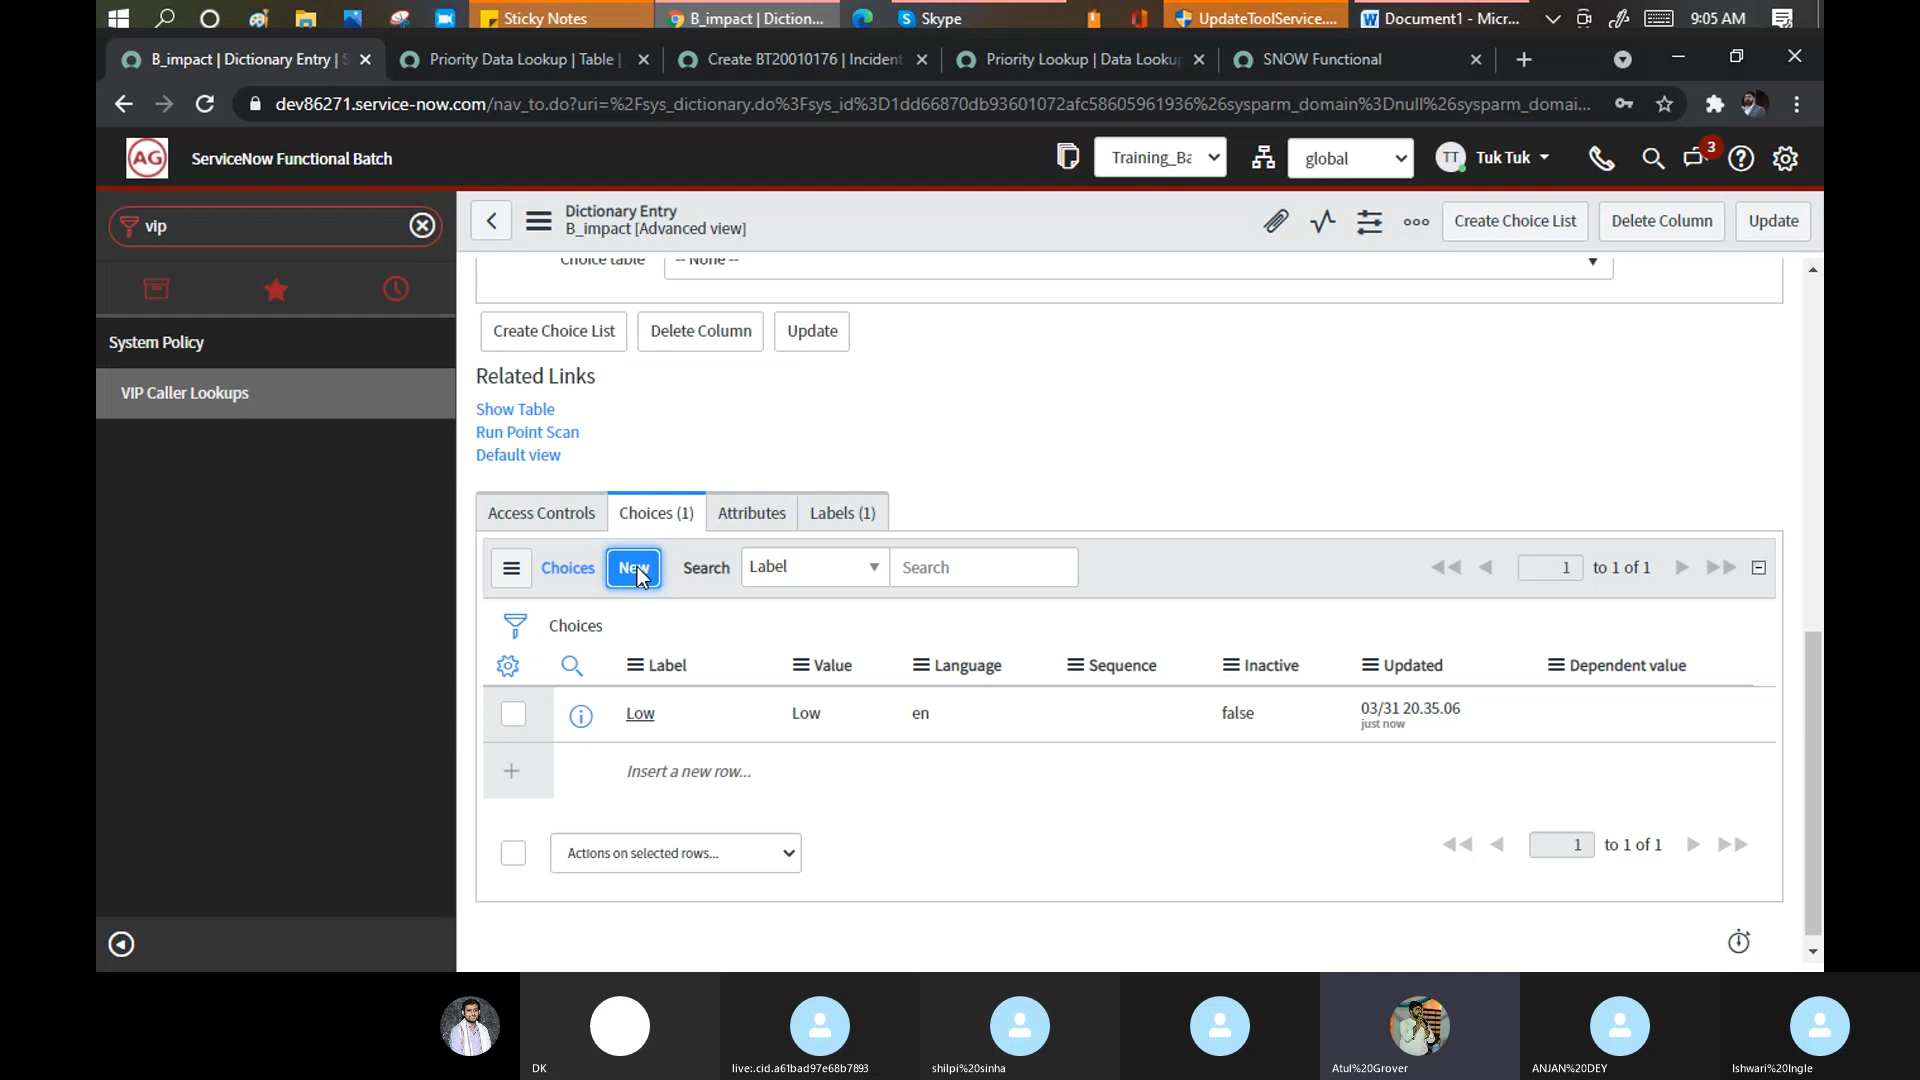 Sticky Notes
B_impact | Diction...
Skype
UpdateToolService....
Document1 - Micr...
9:05 AM
B_impact | Dictionary Entry | S
Priority Data Lookup | Table |
Create BT20010176 | Incident
Priority Lookup | Data Looku
SNOW Functional
dev86271.service-now.com/nav_to.do?uri=%2Fsys_dictionary.do%3Fsys_id%3D1dd66870db93601072afc58605961936%26sysparm_domain%3Dnull%26sysparm_domai...
AG
ServiceNow Functional Batch
Training_Ba
global
TT
Tuk Tuk
3
vip
System Policy
VIP Caller Lookups
Dictionary Entry
B_impact [Advanced view]
Create Choice List
Delete Column
Update
Choice table
-- None --
Create Choice List
Delete Column
Update
Related Links
Show Table
Run Point Scan
Default view
Access Controls
Choices (1)
Attributes
Labels (1)
Choices
New
Search
Label
Search
1
to 1 of 1
Choices
Label
Value
Language
Sequence
Inactive
Updated
Dependent value
Low
Low
en
false
03/31 20.35.06
just now
Insert a new row...
Actions on selected rows...
1
to 1 of 1
DK
live:.cid.a61bad97e68b7893
shilpi%20sinha
Atul%20Grover
ANJAN%20DEY
Ishwari%20Ingle